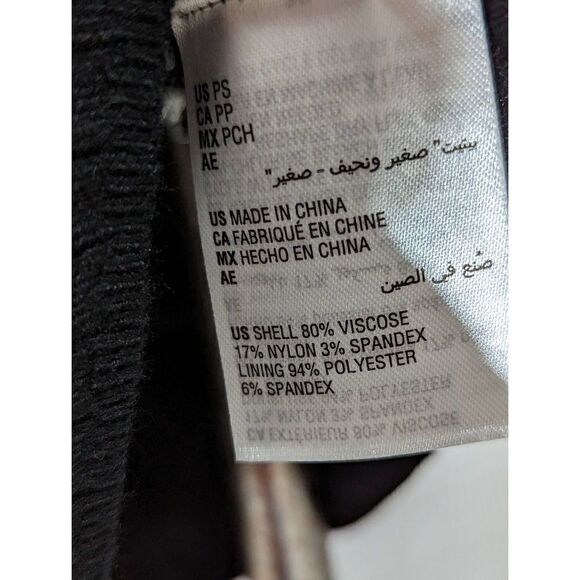 US PS
CA PP
MX PCH
AE
بيتيت" صغير ونحيف - صغير"
US MADE IN CHINA
CA FABRIQUÉ EN CHINE
MX HECHO EN CHINA
AE
صُنع في الصين
US SHELL 80% VISCOSE
17% NYLON 3% SPANDEX
LINING 94% POLYESTER
6% SPANDEX